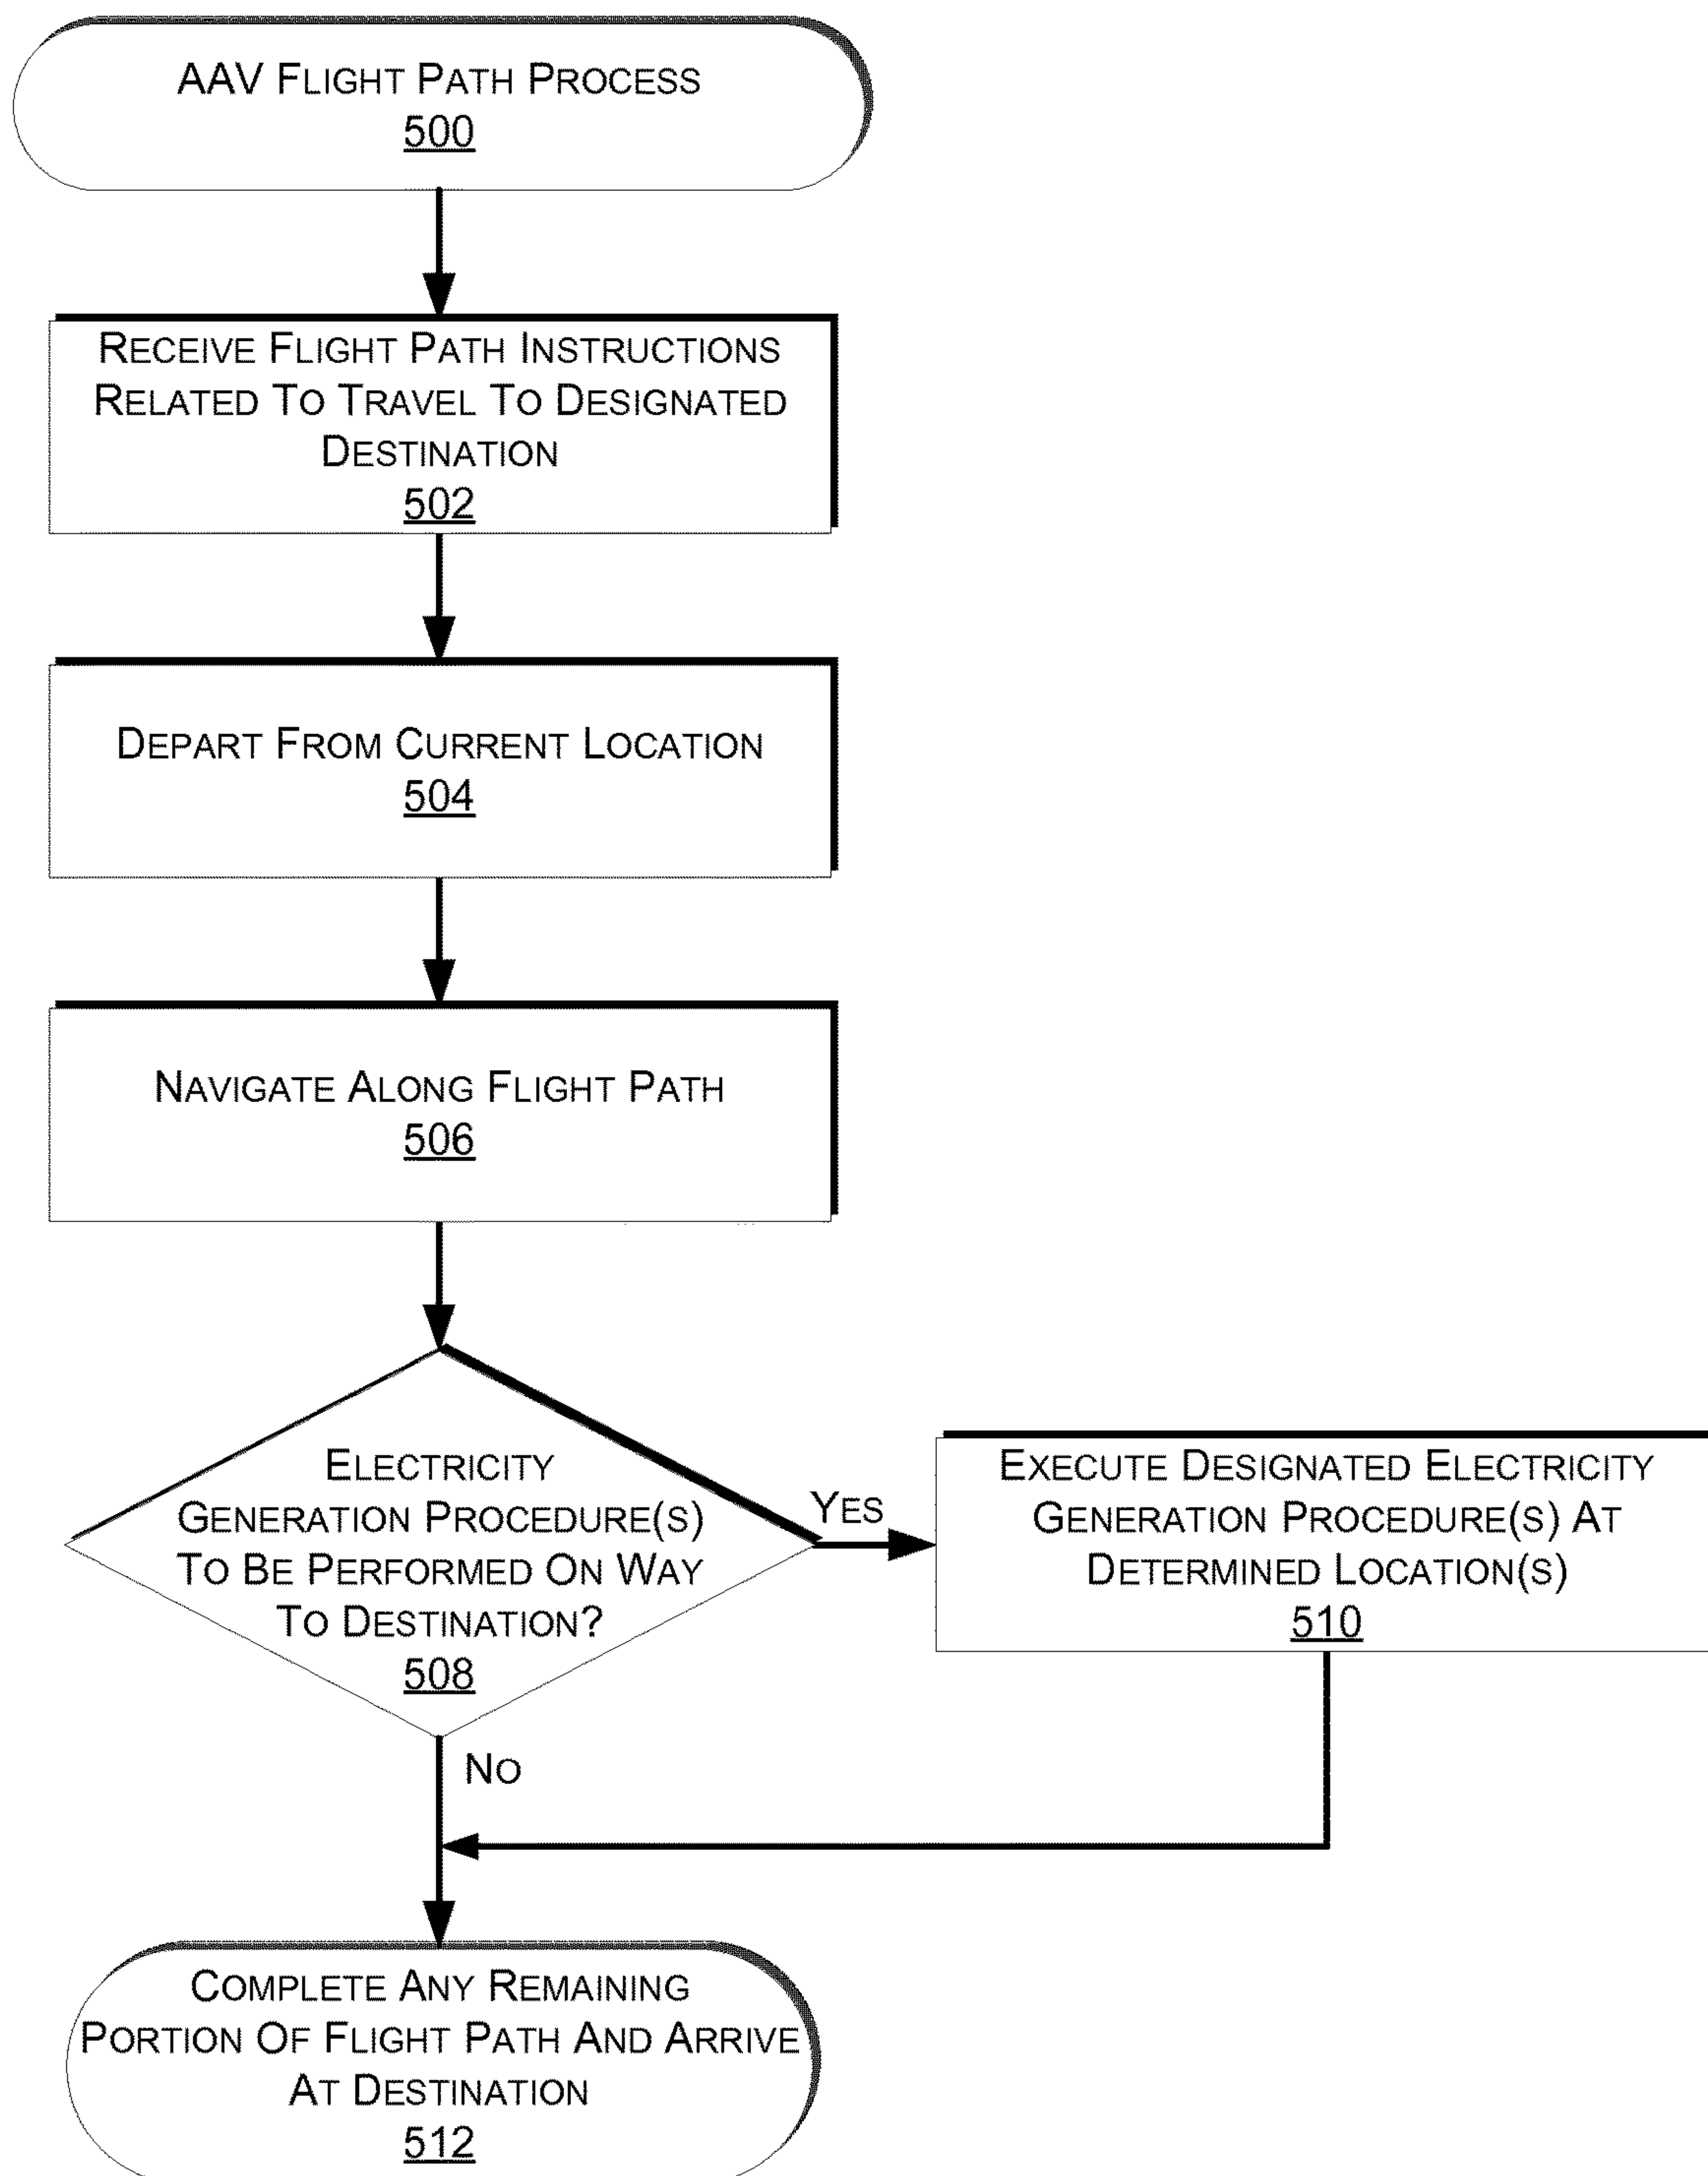 AAV FLIGHT PATH PROCESS
500
RECEIVE FLIGHT PATH INSTRUCTIONS
RELATED TO TRAVEL TO DESIGNATED
DESTINATION
502
DEPART FROM CURRENT LOCATION
504
NAVIGATE ALONG FLIGHT PATH
506
ELECTRICITY
GENERATION PROCEDURE(S)
TO BE PERFORMED ON WAY
TO DESTINATION?
508
YES
EXECUTE DESIGNATED ELECTRICITY
GENERATION PROCEDURE(S) AT
DETERMINED LOCATION(S)
510
NO
COMPLETE ANY REMAINING
PORTION OF FLIGHT PATH AND ARRIVE
AT DESTINATION
512